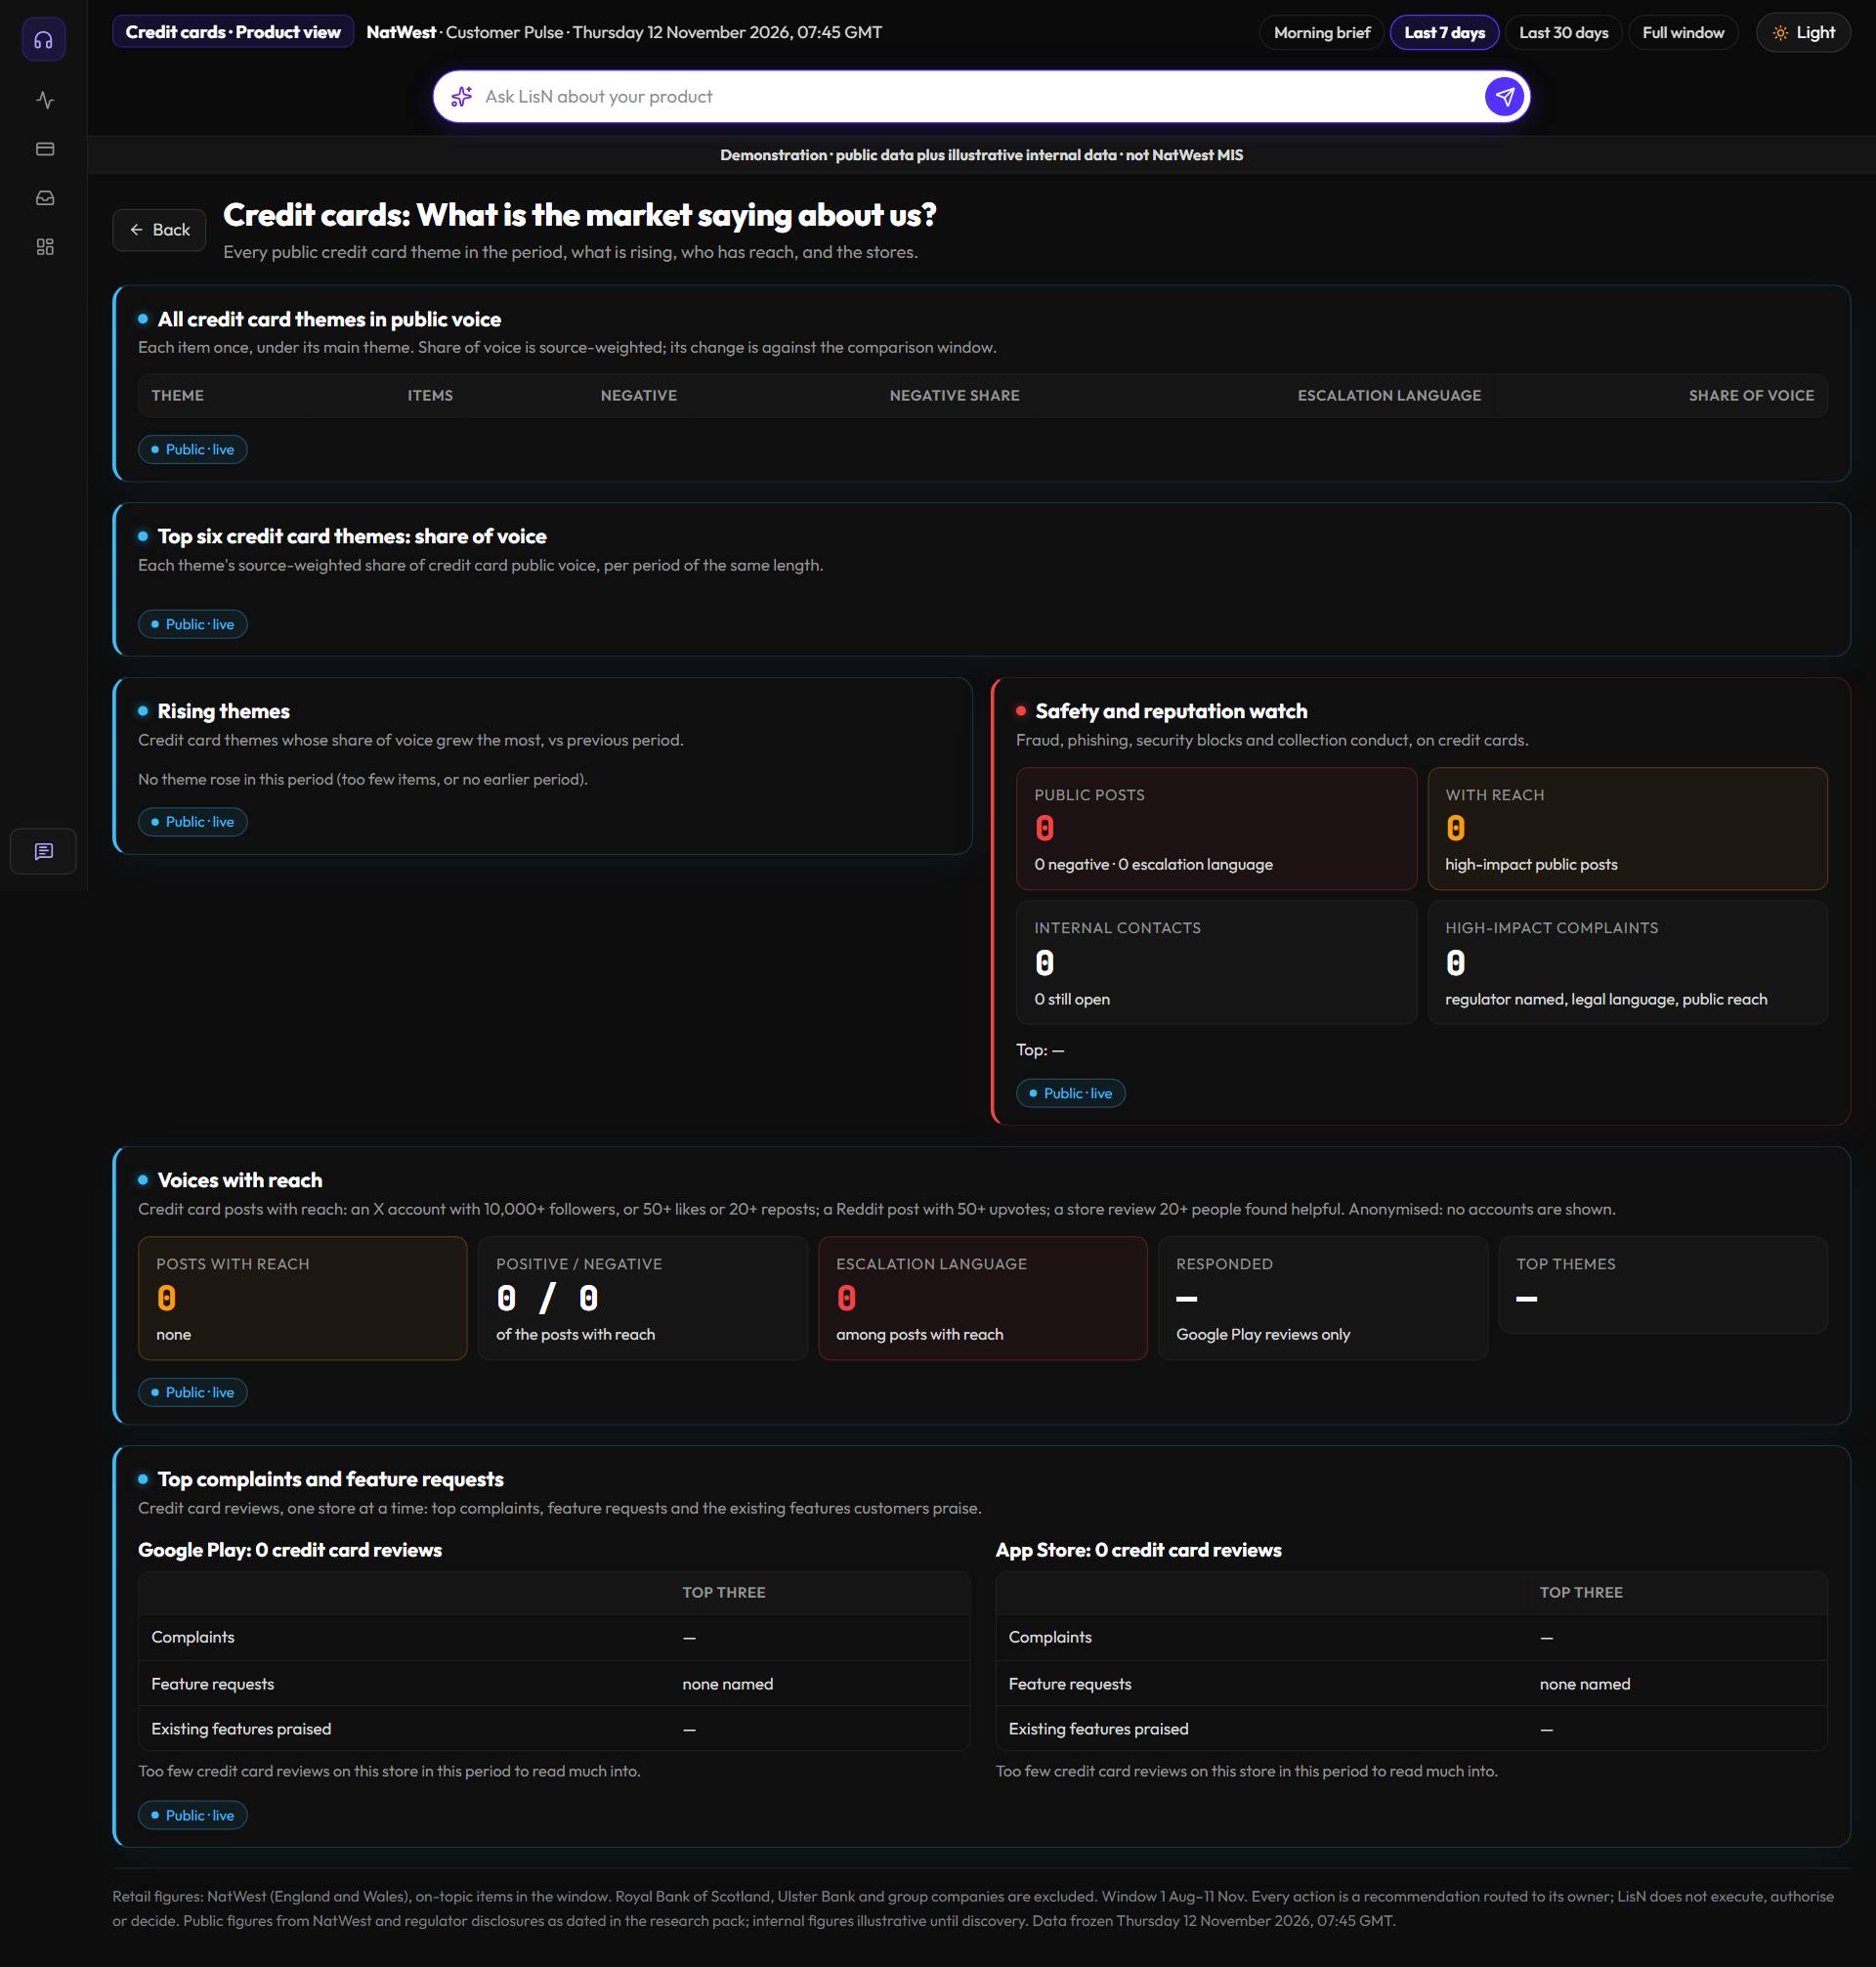 Credit cards · Product view
NatWest · Customer Pulse · Thursday 12 November 2026, 07:45 GMT
Morning brief
Last 7 days
Last 30 days
Full window
Light
Ask LisN about your product
Demonstration · public data plus illustrative internal data · not NatWest MIS
Back
Credit cards: What is the market saying about us?
Every public credit card theme in the period, what is rising, who has reach, and the stores.
All credit card themes in public voice
Each item once, under its main theme. Share of voice is source-weighted; its change is against the comparison window.
THEME ITEMS NEGATIVE NEGATIVE SHARE ESCALATION LANGUAGE SHARE OF VOICE
Public · live
Top six credit card themes: share of voice
Each theme's source-weighted share of credit card public voice, per period of the same length.
Public · live
Rising themes
Credit card themes whose share of voice grew the most, vs previous period.
No theme rose in this period (too few items, or no earlier period).
Public · live
Safety and reputation watch
Fraud, phishing, security blocks and collection conduct, on credit cards.
PUBLIC POSTS
0
0 negative · 0 escalation language
WITH REACH
0
high-impact public posts
INTERNAL CONTACTS
0
0 still open
HIGH-IMPACT COMPLAINTS
0
regulator named, legal language, public reach
Top: —
Public · live
Voices with reach
Credit card posts with reach: an X account with 10,000+ followers, or 50+ likes or 20+ reposts; a Reddit post with 50+ upvotes; a store review 20+ people found helpful. Anonymised: no accounts are shown.
POSTS WITH REACH
0
none
POSITIVE / NEGATIVE
0 / 0
of the posts with reach
ESCALATION LANGUAGE
0
among posts with reach
RESPONDED
—
Google Play reviews only
TOP THEMES
—
Public · live
Top complaints and feature requests
Credit card reviews, one store at a time: top complaints, feature requests and the existing features customers praise.
Google Play: 0 credit card reviews
TOP THREE
Complaints —
Feature requests none named
Existing features praised —
Too few credit card reviews on this store in this period to read much into.
App Store: 0 credit card reviews
TOP THREE
Complaints —
Feature requests none named
Existing features praised —
Too few credit card reviews on this store in this period to read much into.
Public · live
Retail figures: NatWest (England and Wales), on-topic items in the window. Royal Bank of Scotland, Ulster Bank and group companies are excluded. Window 1 Aug–11 Nov. Every action is a recommendation routed to its owner; LisN does not execute, authorise
or decide. Public figures from NatWest and regulator disclosures as dated in the research pack; internal figures illustrative until discovery. Data frozen Thursday 12 November 2026, 07:45 GMT.